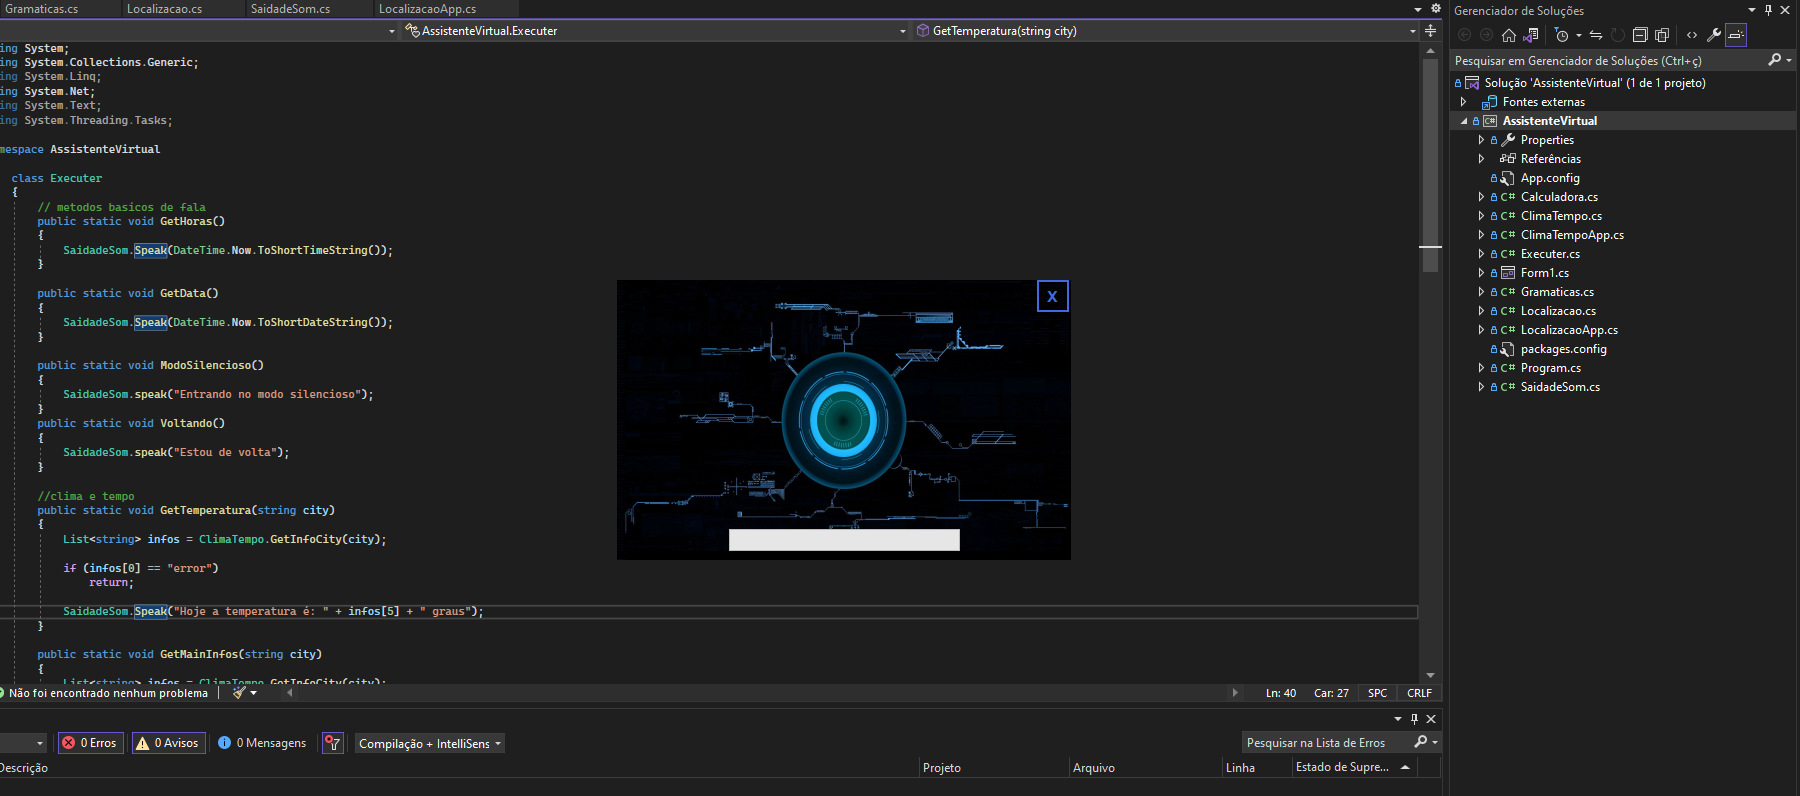 Gramaticas.cs Localizacao.cs SaidadeSom.cs LocalizacaoApp.cs
AssistenteVirtual.Executer GetTemperatura(string city)
ing System;
ing System.Collections.Generic;
ing System.Linq;
ing System.Net;
ing System.Text;
ing System.Threading.Tasks;
mespace AssistenteVirtual
class Executer
{
// metodos basicos de fala
public static void GetHoras()
{
SaidadeSom.Speak(DateTime.Now.ToShortTimeString());
}
public static void GetData()
{
SaidadeSom.Speak(DateTime.Now.ToShortDateString());
}
public static void ModoSilencioso()
{
SaidadeSom.speak("Entrando no modo silencioso");
}
public static void Voltando()
{
SaidadeSom.speak("Estou de volta");
}
//clima e tempo
public static void GetTemperatura(string city)
{
List<string> infos = ClimaTempo.GetInfoCity(city);
if (infos[0] == "error")
return;
SaidadeSom.Speak("Hoje a temperatura é: " + infos[5] + " graus");
}
public static void GetMainInfos(string city)
{
List<string> infos = ClimaTempo.GetInfoCity(city);
X
Não foi encontrado nenhum problema
Ln: 40 Car: 27 SPC CRLF
0 Erros 0 Avisos 0 Mensagens Compilação + IntelliSens
Pesquisar na Lista de Erros
Descrição Projeto Arquivo Linha Estado de Supre...
Gerenciador de Soluções
Pesquisar em Gerenciador de Soluções (Ctrl+ç)
Solução 'AssistenteVirtual' (1 de 1 projeto)
Fontes externas
C# AssistenteVirtual
Properties
Referências
App.config
C# Calculadora.cs
C# ClimaTempo.cs
C# ClimaTempoApp.cs
C# Executer.cs
Form1.cs
C# Gramaticas.cs
C# Localizacao.cs
C# LocalizacaoApp.cs
packages.config
C# Program.cs
C# SaidadeSom.cs